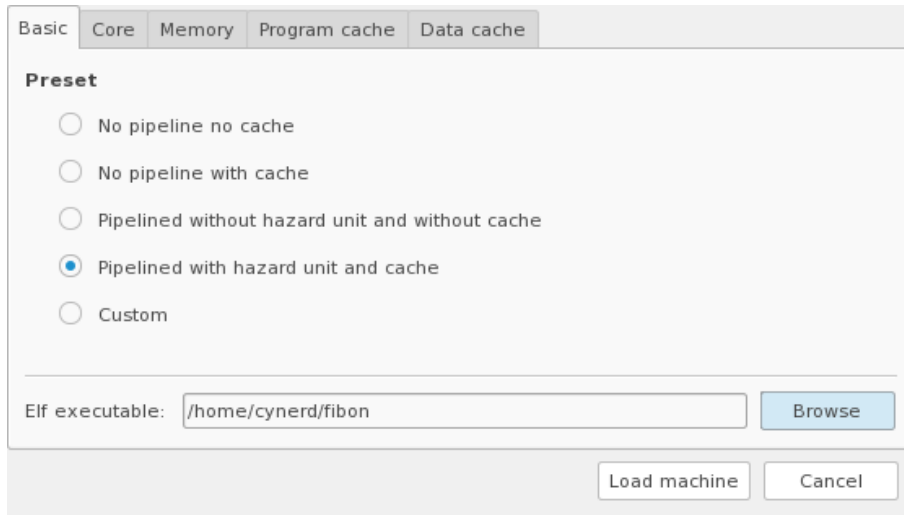 Basic Core Memory Program cache Data cache
Preset
No pipeline no cache
No pipeline with cache
Pipelined without hazard unit and without cache
Pipelined with hazard unit and cache
Custom
Elf executable: /home/cynerd/fibon Browse
Load machine Cancel